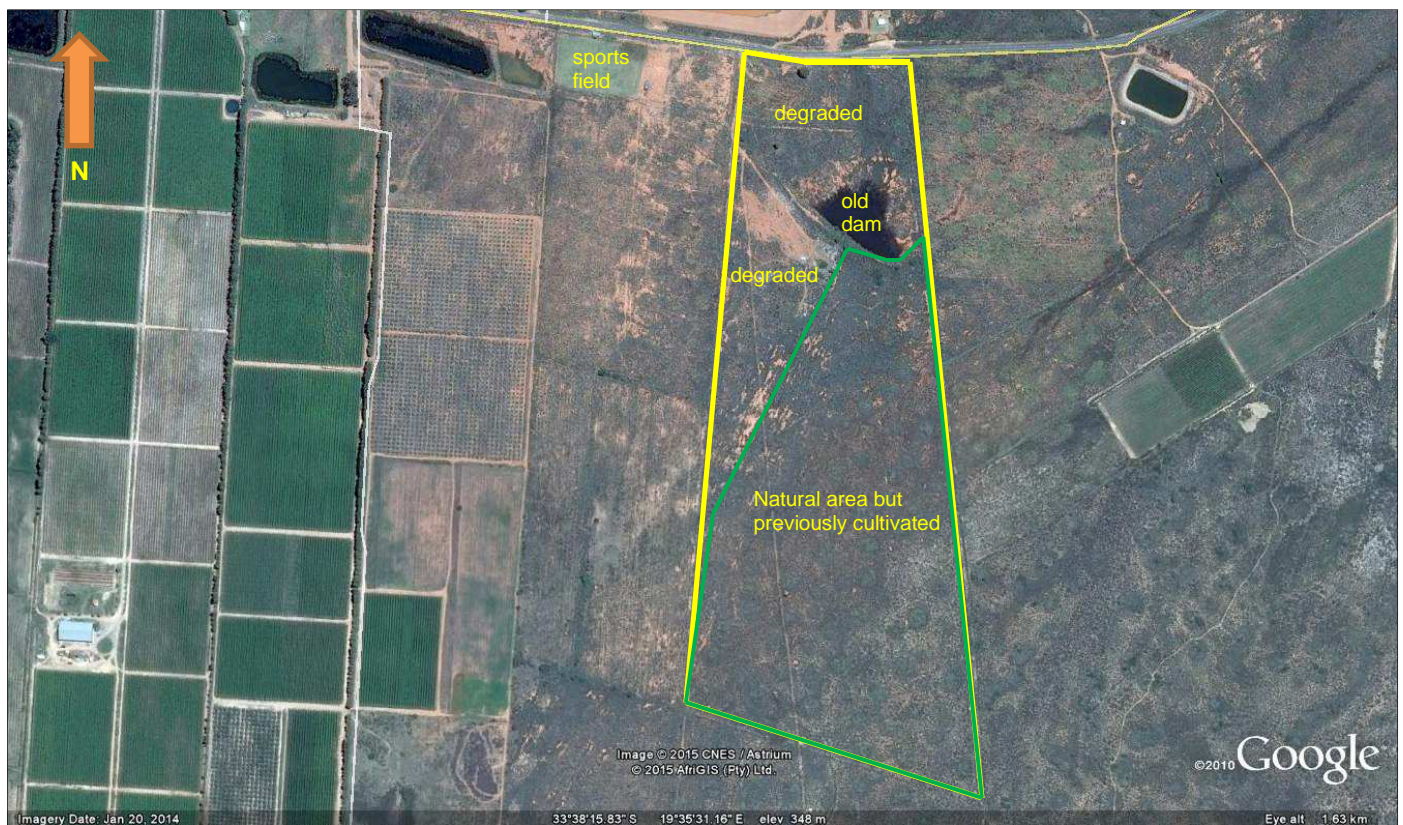 sports
field
degraded
N
old
dam
degraded
Natural area but
previously cultivated
Image © 2015 CNES / Astrium
© 2015 AfriGIS (Pty) Ltd.
©2010 Google
Imagery Date: Jan 20, 2014
33°38'15.83" S 19°35'31.16" E elev 348 m
Eye alt 1.63 km